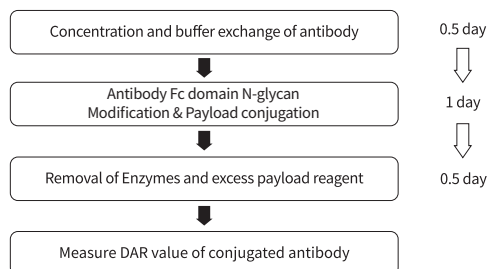 Concentration and buffer exchange of antibody
0.5 day
Antibody Fc domain N-glycan
Modification & Payload conjugation
1 day
Removal of Enzymes and excess payload reagent
0.5 day
Measure DAR value of conjugated antibody